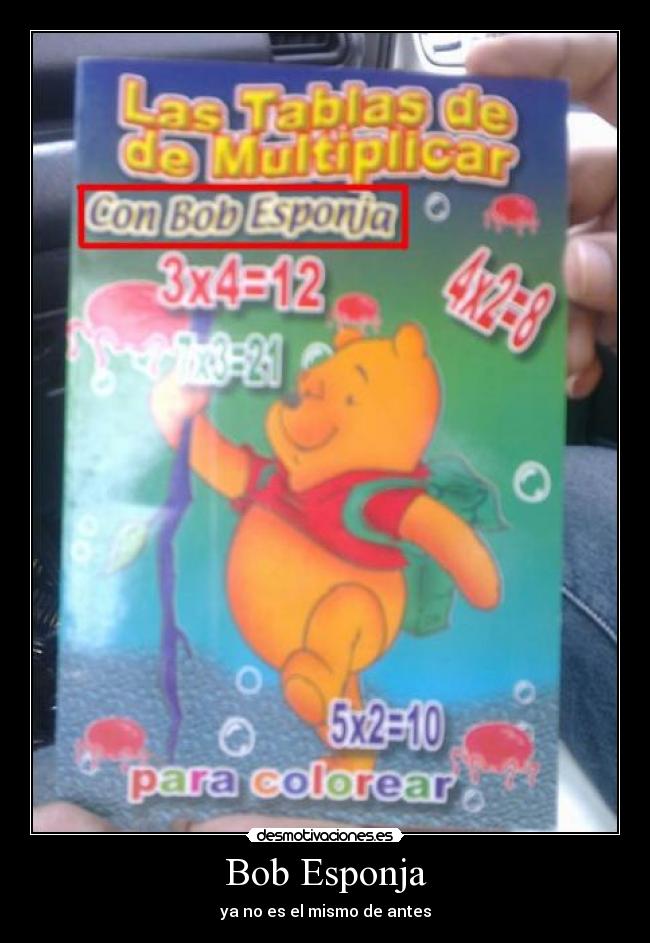 Las Tablas de
de Multiplicar
Con Bob Esponja
3x4=12
4x2=8
7x3=21
5x2=10
para colorear
desmotivaciones.es
Bob Esponja
ya no es el mismo de antes